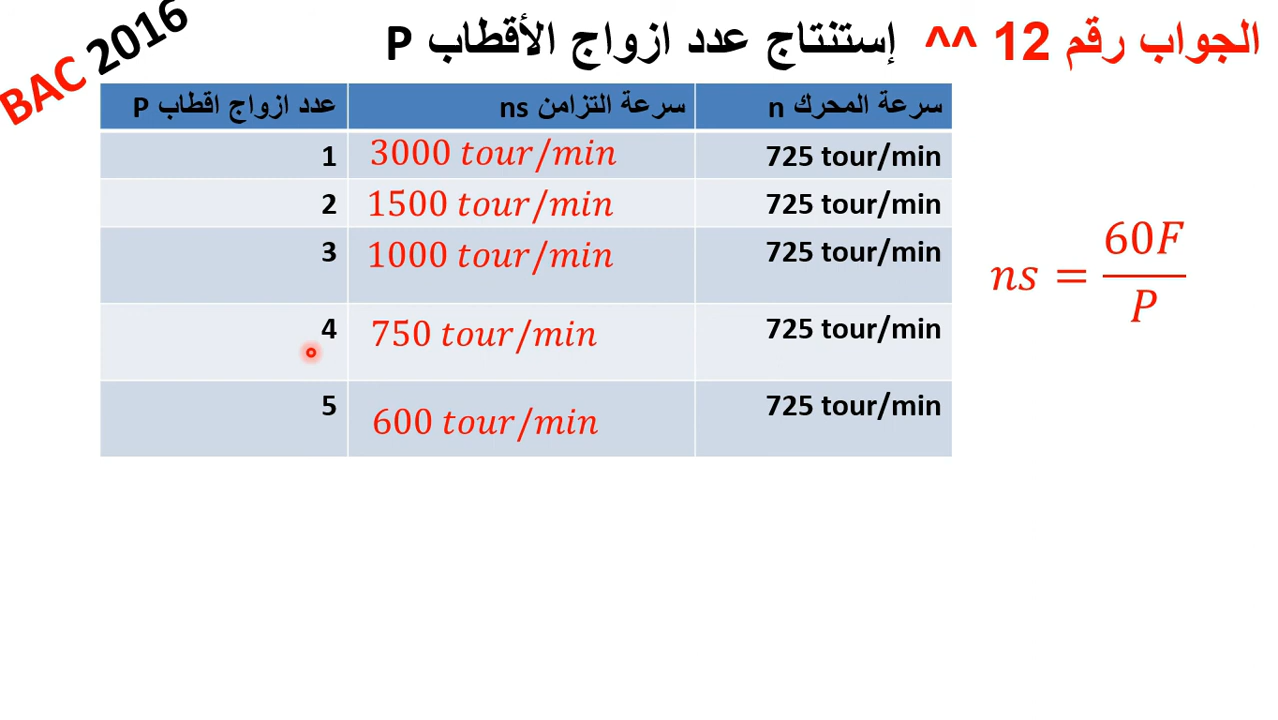 BAC 2016
الجواب رقم 12 ^^ إستنتاج عدد ازواج الأقطاب P
سرعة المحرك n سرعة التزامن ns عدد ازواج اقطاب P
725 tour/min 3000 tour/min 1
725 tour/min 1500 tour/min 2
725 tour/min 1000 tour/min 3
725 tour/min 750 tour/min 4
725 tour/min 600 tour/min 5
ns = 60F / P